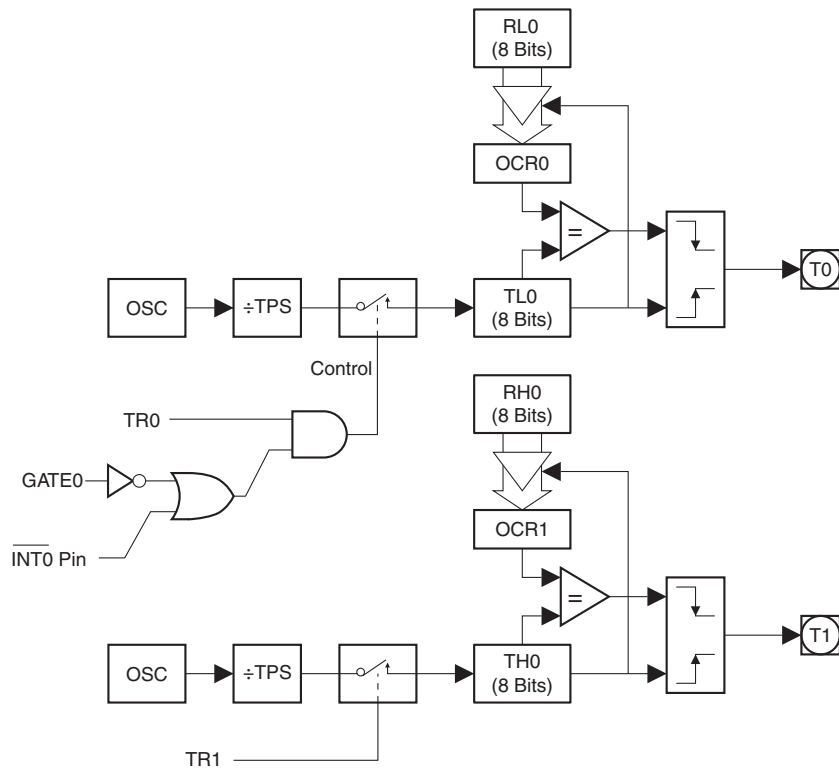 RL0
(8 Bits)
OCR0
=
T0
OSC
÷TPS
TL0
(8 Bits)
Control
TR0
GATE0
INT0 Pin
RH0
(8 Bits)
OCR1
=
T1
OSC
÷TPS
TH0
(8 Bits)
TR1